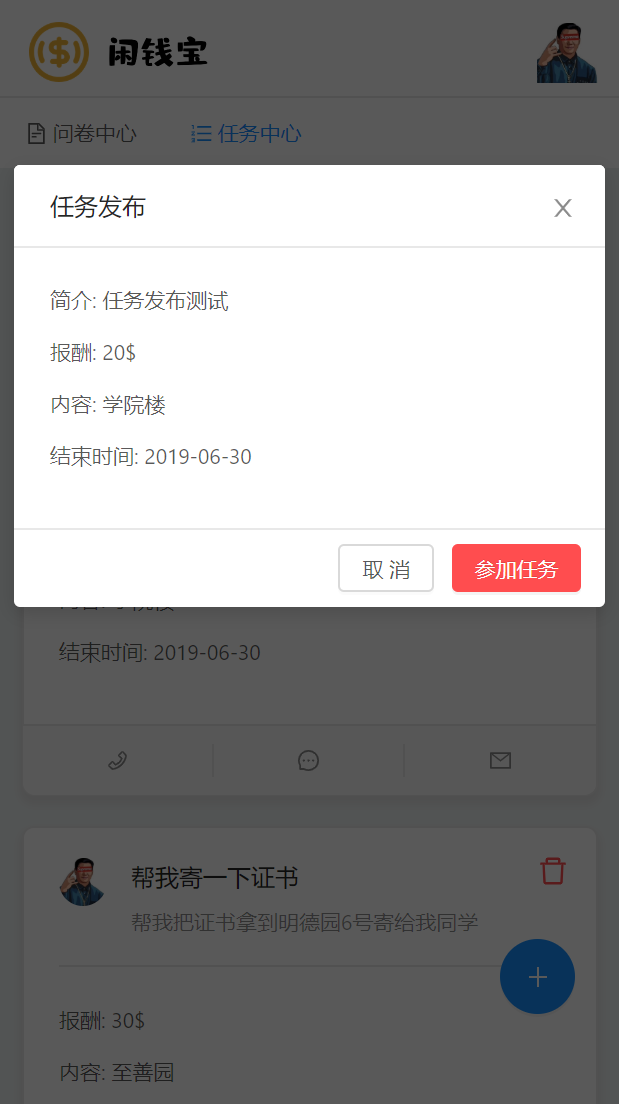 闲钱宝
问卷中心 任务中心
任务发布
简介: 任务发布测试
报酬: 20$
内容: 学院楼
结束时间: 2019-06-30
取 消 参加任务
结束时间: 2019-06-30
帮我寄一下证书
帮我把证书拿到明德园6号寄给我同学
报酬: 30$
内容: 至善园